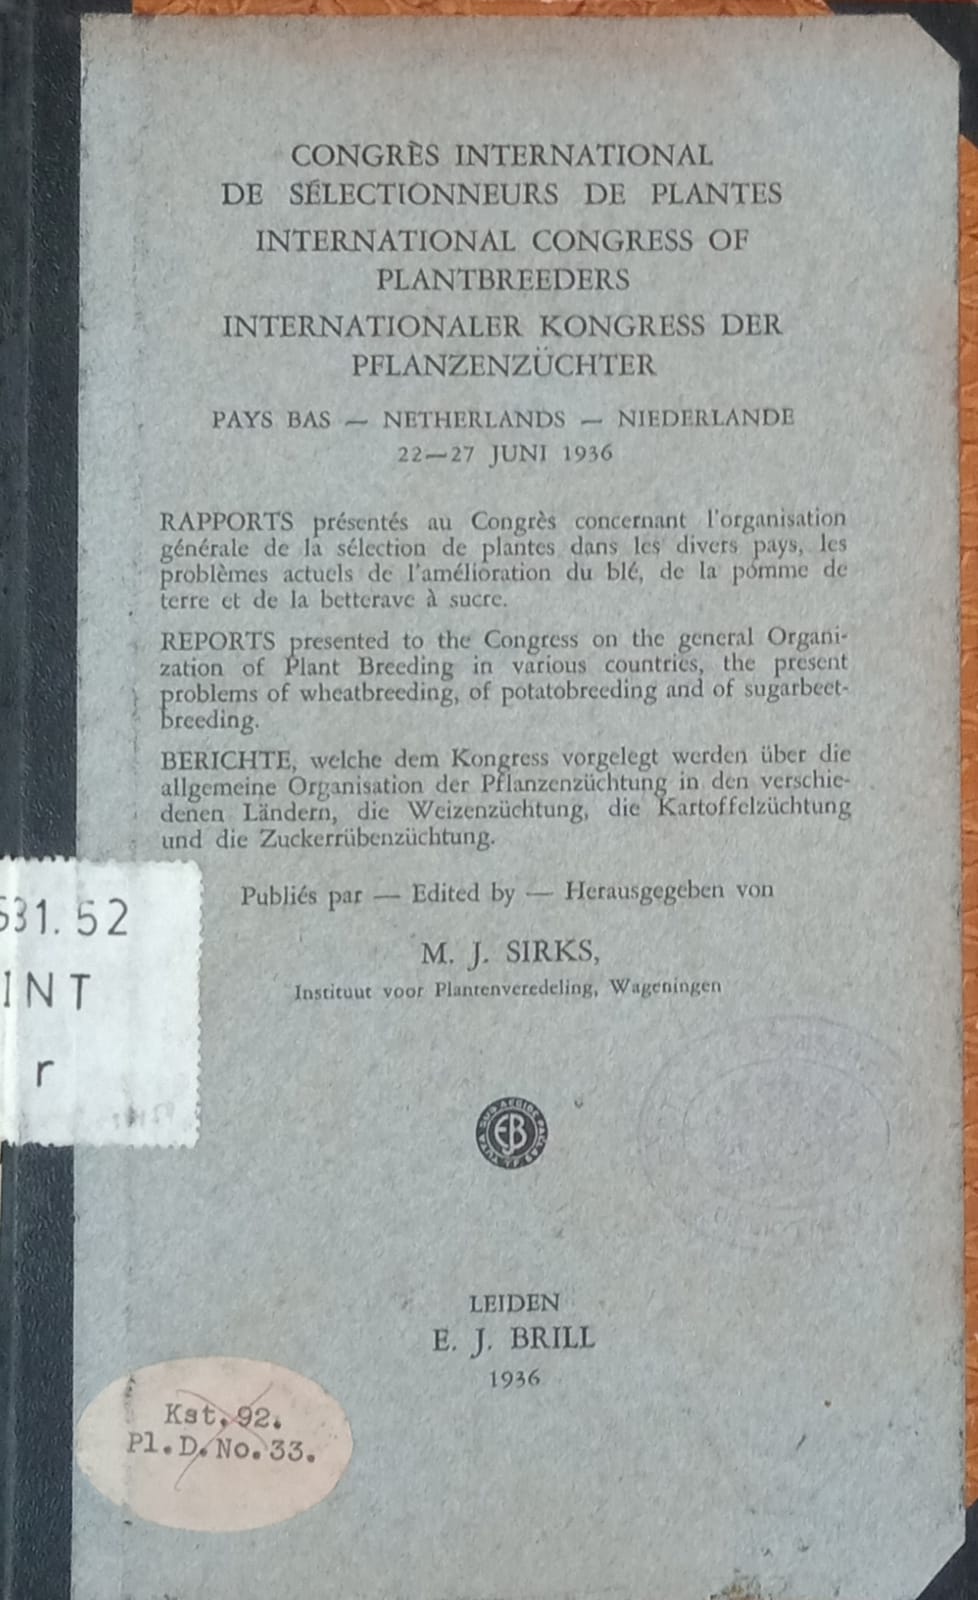 CONGRÈS INTERNATIONAL
DE SÉLECTIONNEURS DE PLANTES
INTERNATIONAL CONGRESS OF
PLANTBREEDERS
INTERNATIONALER KONGRESS DER
PFLANZENZÜCHTER
PAYS BAS — NETHERLANDS — NIEDERLANDE
22—27 JUNI 1936
RAPPORTS présentés au Congrès concernant l'organisation
générale de la sélection de plantes dans les divers pays, les
problèmes actuels de l'amélioration du blé, de la pomme de
terre et de la betterave à sucre.
REPORTS presented to the Congress on the general Organi-
zation of Plant Breeding in various countries, the present
problems of wheatbreeding, of potatobreeding and of sugarbeet-
breeding.
BERICHTE, welche dem Kongress vorgelegt werden über die
allgemeine Organisation der Pflanzenzüchtung in den verschie-
denen Ländern, die Weizenzüchtung, die Kartoffelzüchtung
und die Zuckerrübenzüchtung.
Publiés par — Edited by — Herausgegeben von
M. J. SIRKS,
Instituut voor Plantenveredeling, Wageningen
631.52
INT
r
EJB
LEIDEN
E. J. BRILL
1936
Kst. 92.
Pl. D. No. 33.